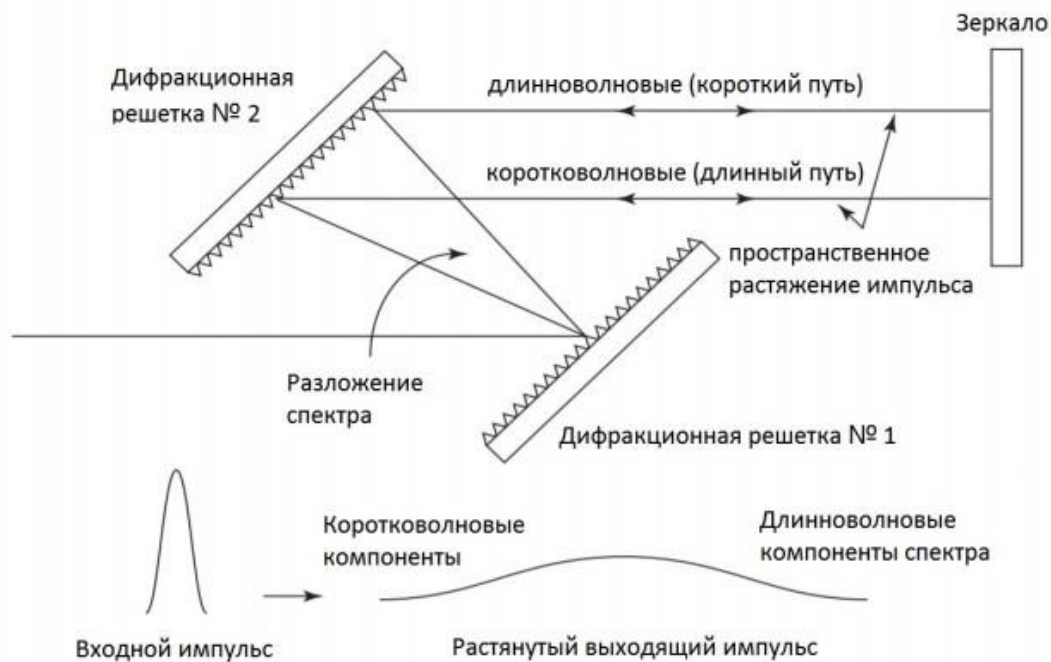 Зеркало
Дифракционная
решетка № 2
длинноволновые (короткий путь)
коротковолновые (длинный путь)
пространственное
растяжение импульса
Разложение
спектра
Дифракционная решетка № 1
Коротковолновые
компоненты
Длинноволновые
компоненты спектра
Входной импульс
Растянутый выходящий импульс